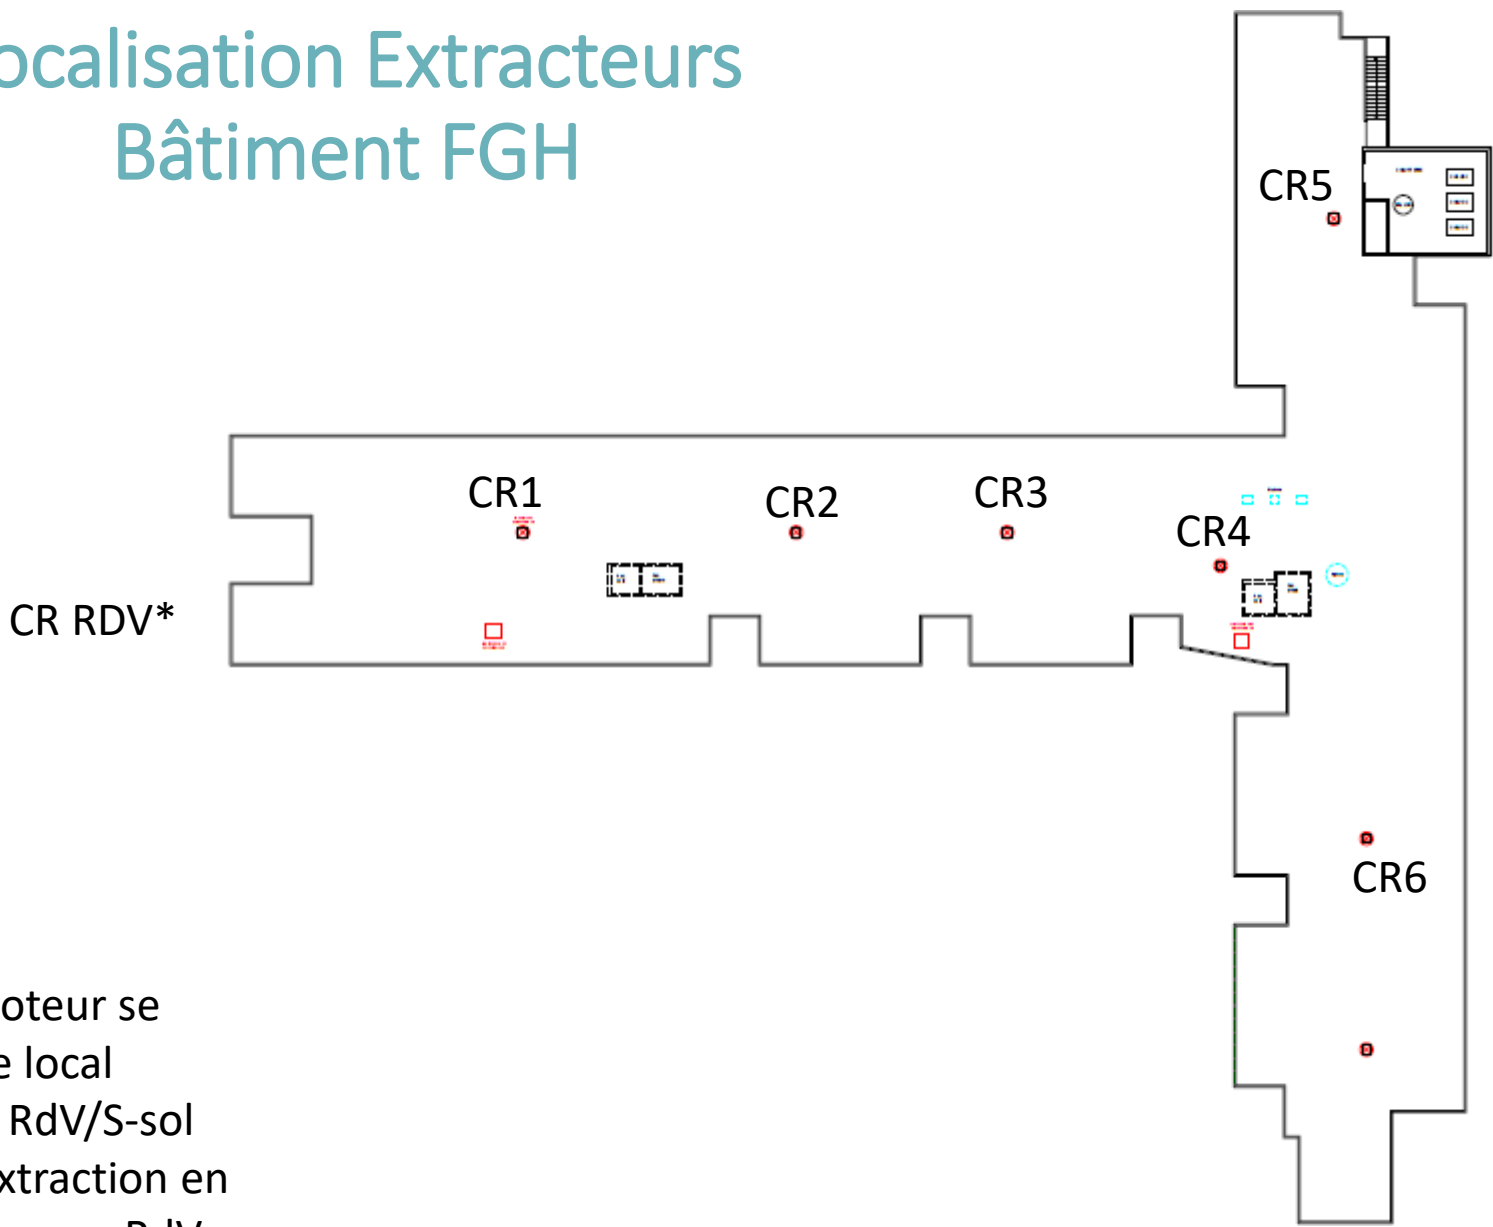 ocalisation Extracteurs
Bâtiment FGH
CR5
CR1
CR2
CR3
CR4
CR RDV*
CR6
oteur se
e local
RdV/S-sol
xtraction en
RdV